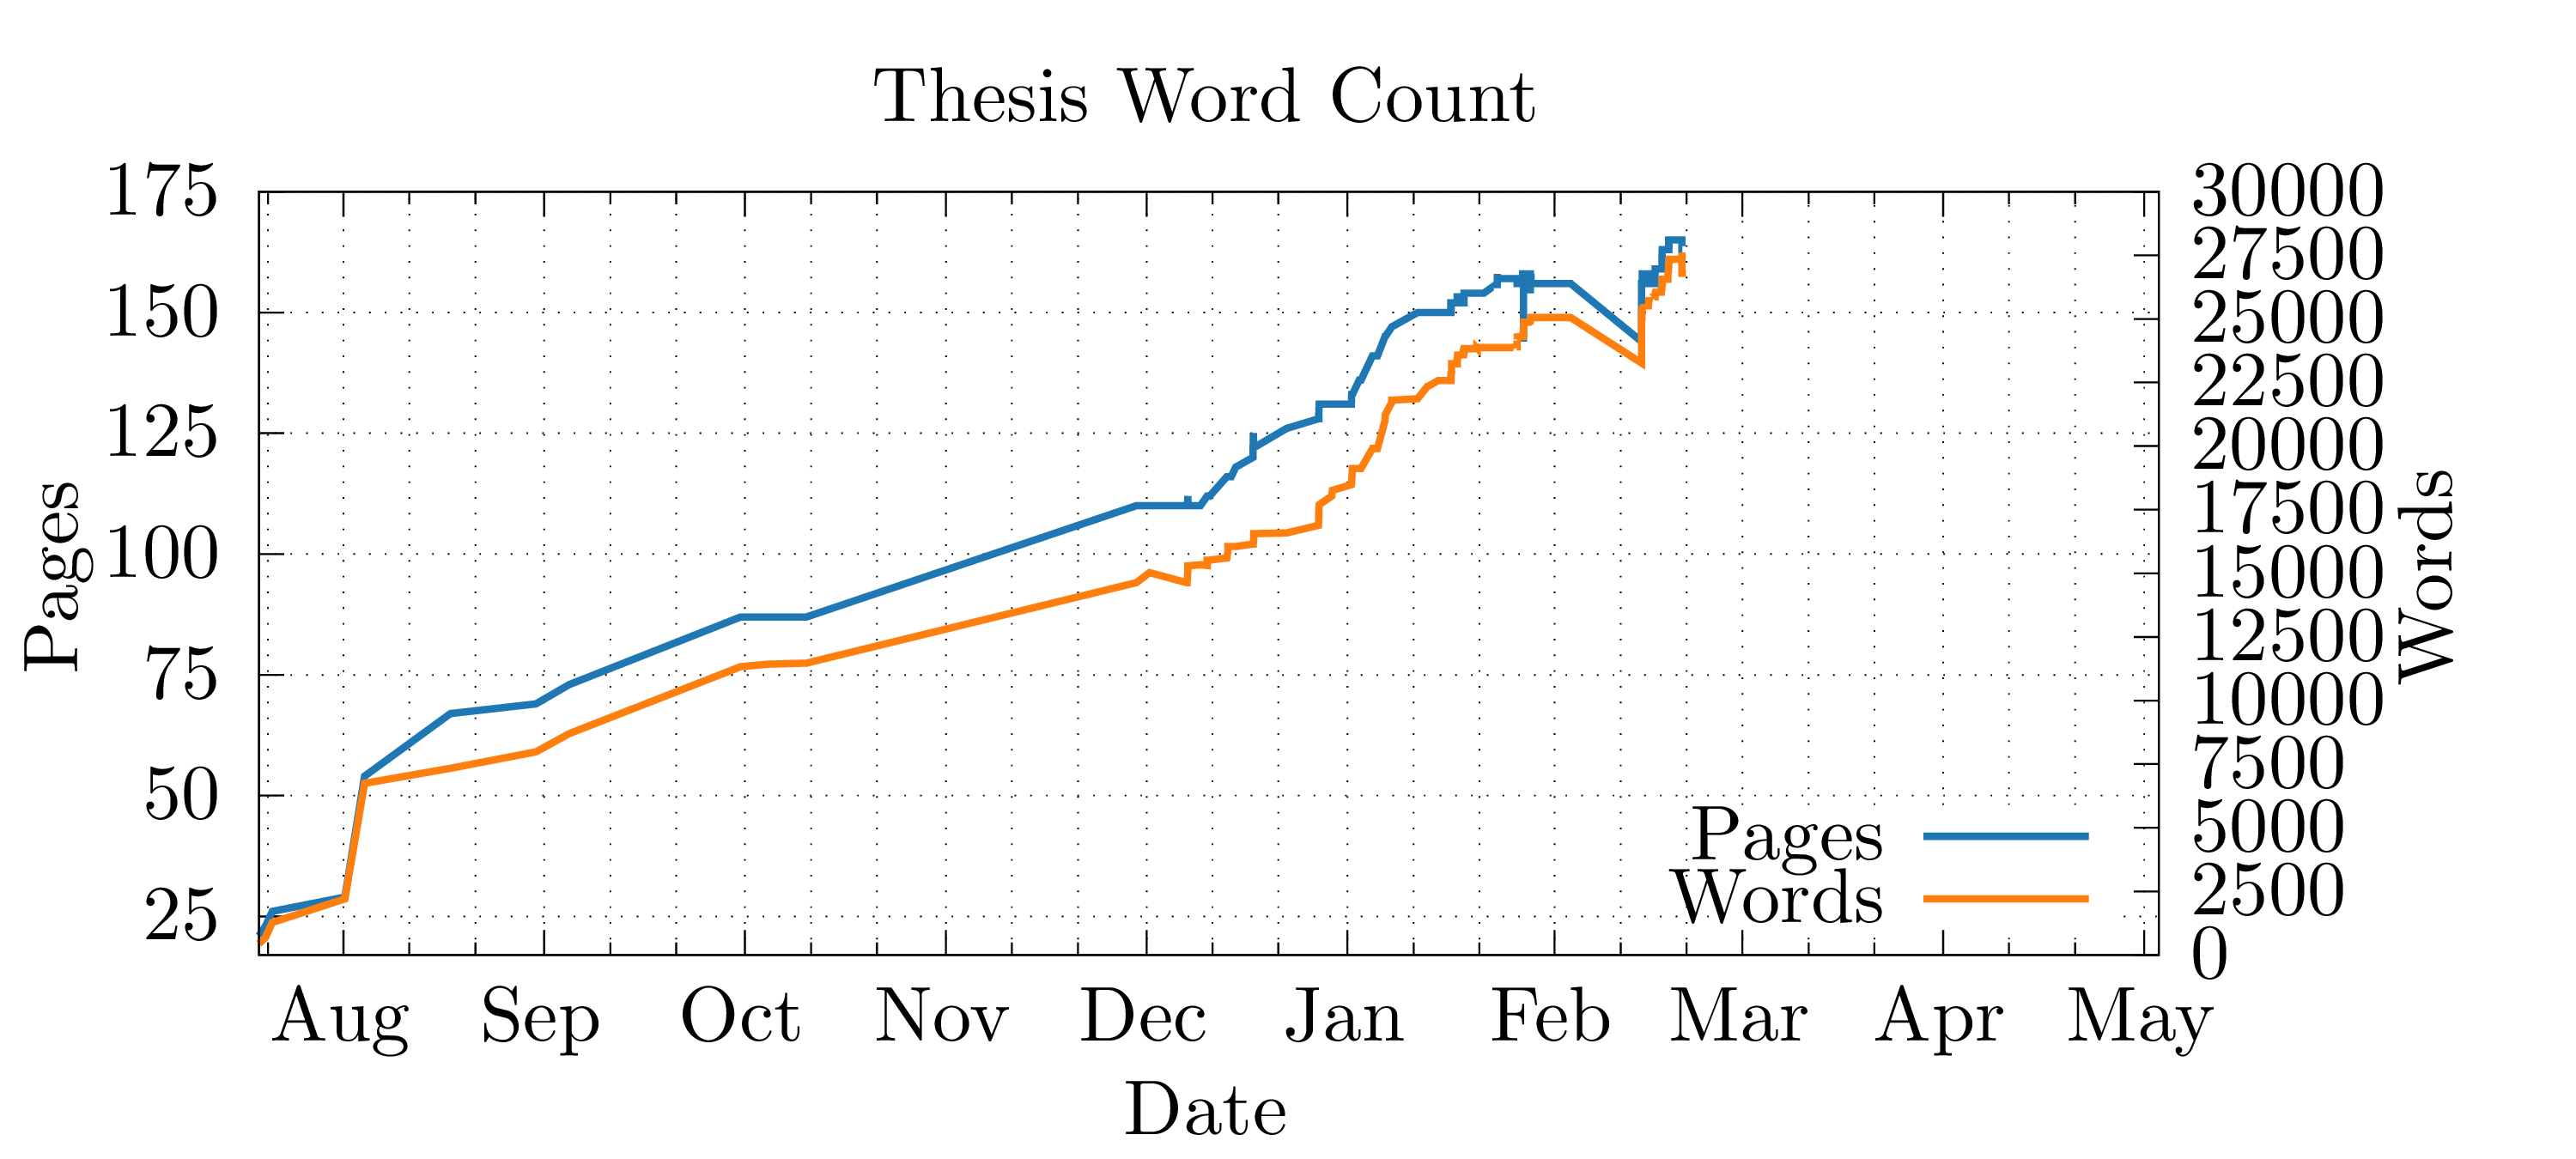 Thesis Word Count
175
150
125
100
75
50
25
Pages
30000
27500
25000
22500
20000
17500
15000
12500
10000
7500
5000
2500
0
Words
Pages
Words
Aug Sep Oct Nov Dec Jan Feb Mar Apr May
Date